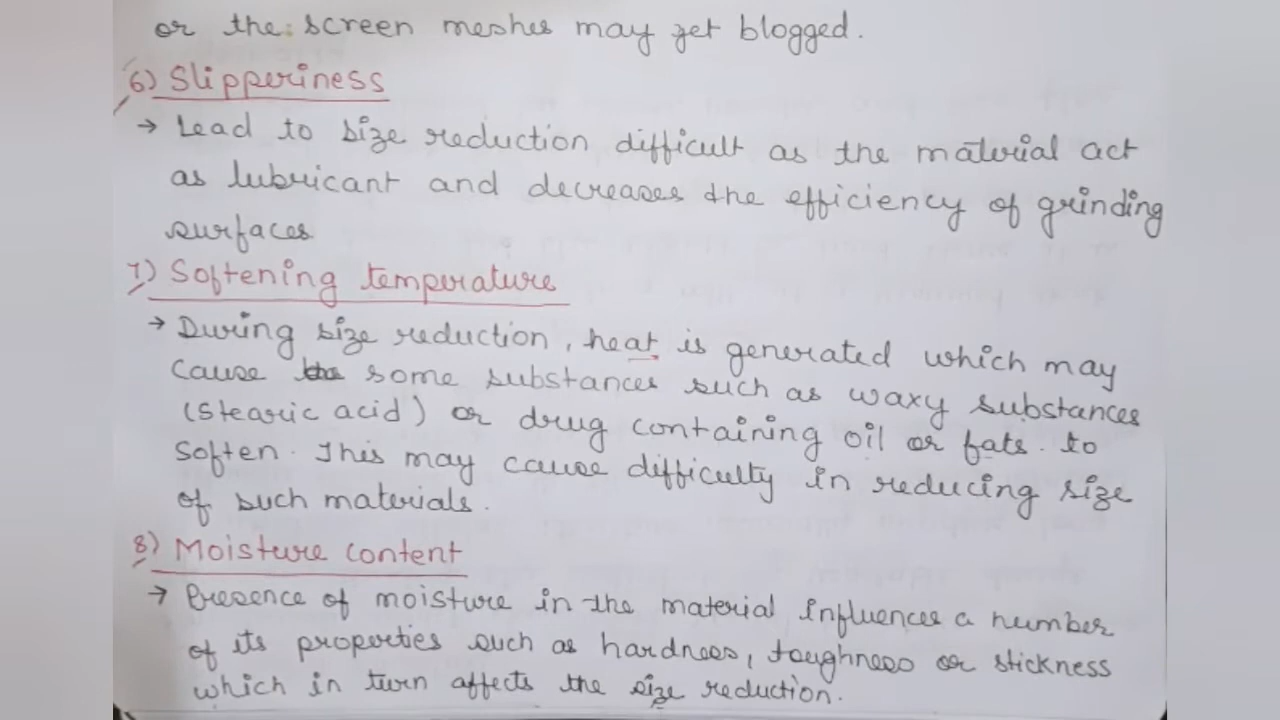 or the screen meshes may get blogged.
6) Slipperiness
→ Lead to size reduction difficult as the material act
as lubricant and decreases the efficiency of grinding
surfaces
7) Softening temperature
→ During size reduction, heat is generated which may
cause some substances such as waxy substances
(Stearic acid) or drug containing oil or fats. to
soften. This may cause difficulty in reducing size
of such materials.
8) Moisture content
→ Presence of moisture in the material influences a number
of its properties such as hardness, toughness or stickness
which in turn affects the size reduction.